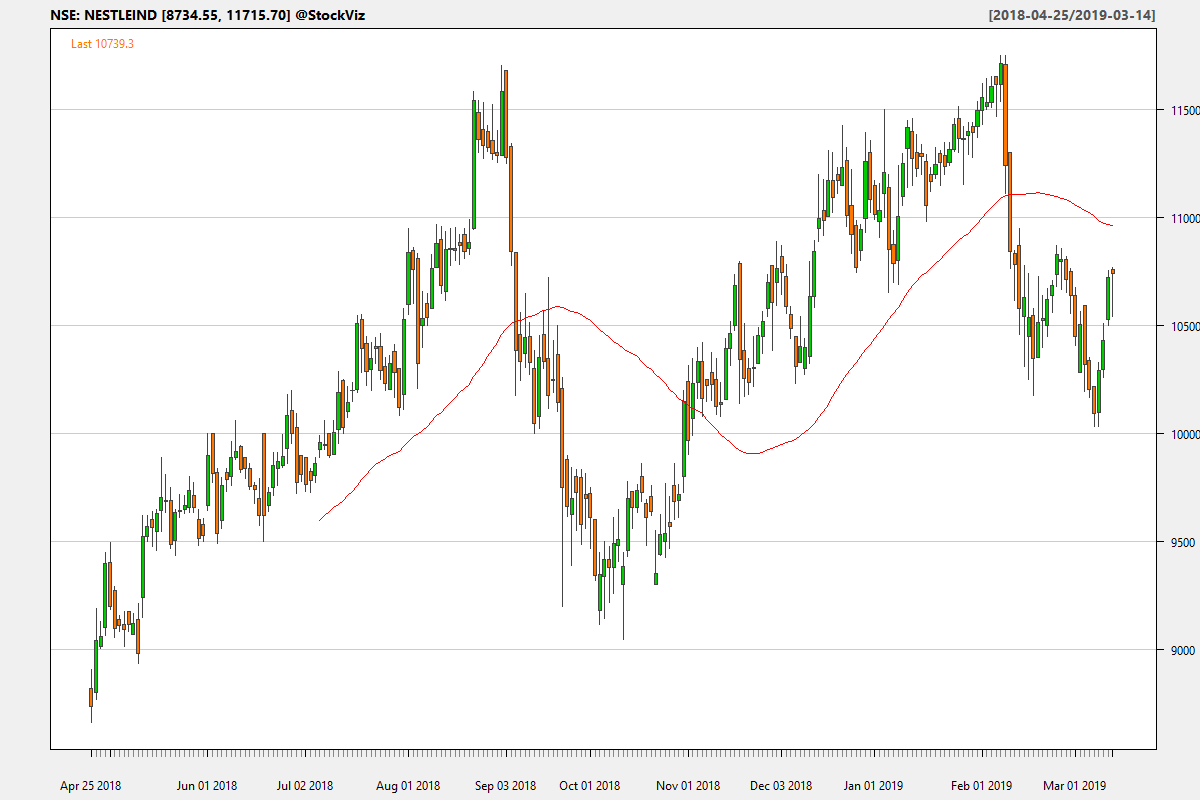 NSE: NESTLEIND [8734.55, 11715.70] @StockViz [2018-04-25/2019-03-14]
Last 10739.3
11500
11000
10500
10000
9500
9000
Apr 25 2018 Jun 01 2018 Jul 02 2018 Aug 01 2018 Sep 03 2018 Oct 01 2018 Nov 01 2018 Dec 03 2018 Jan 01 2019 Feb 01 2019 Mar 01 2019